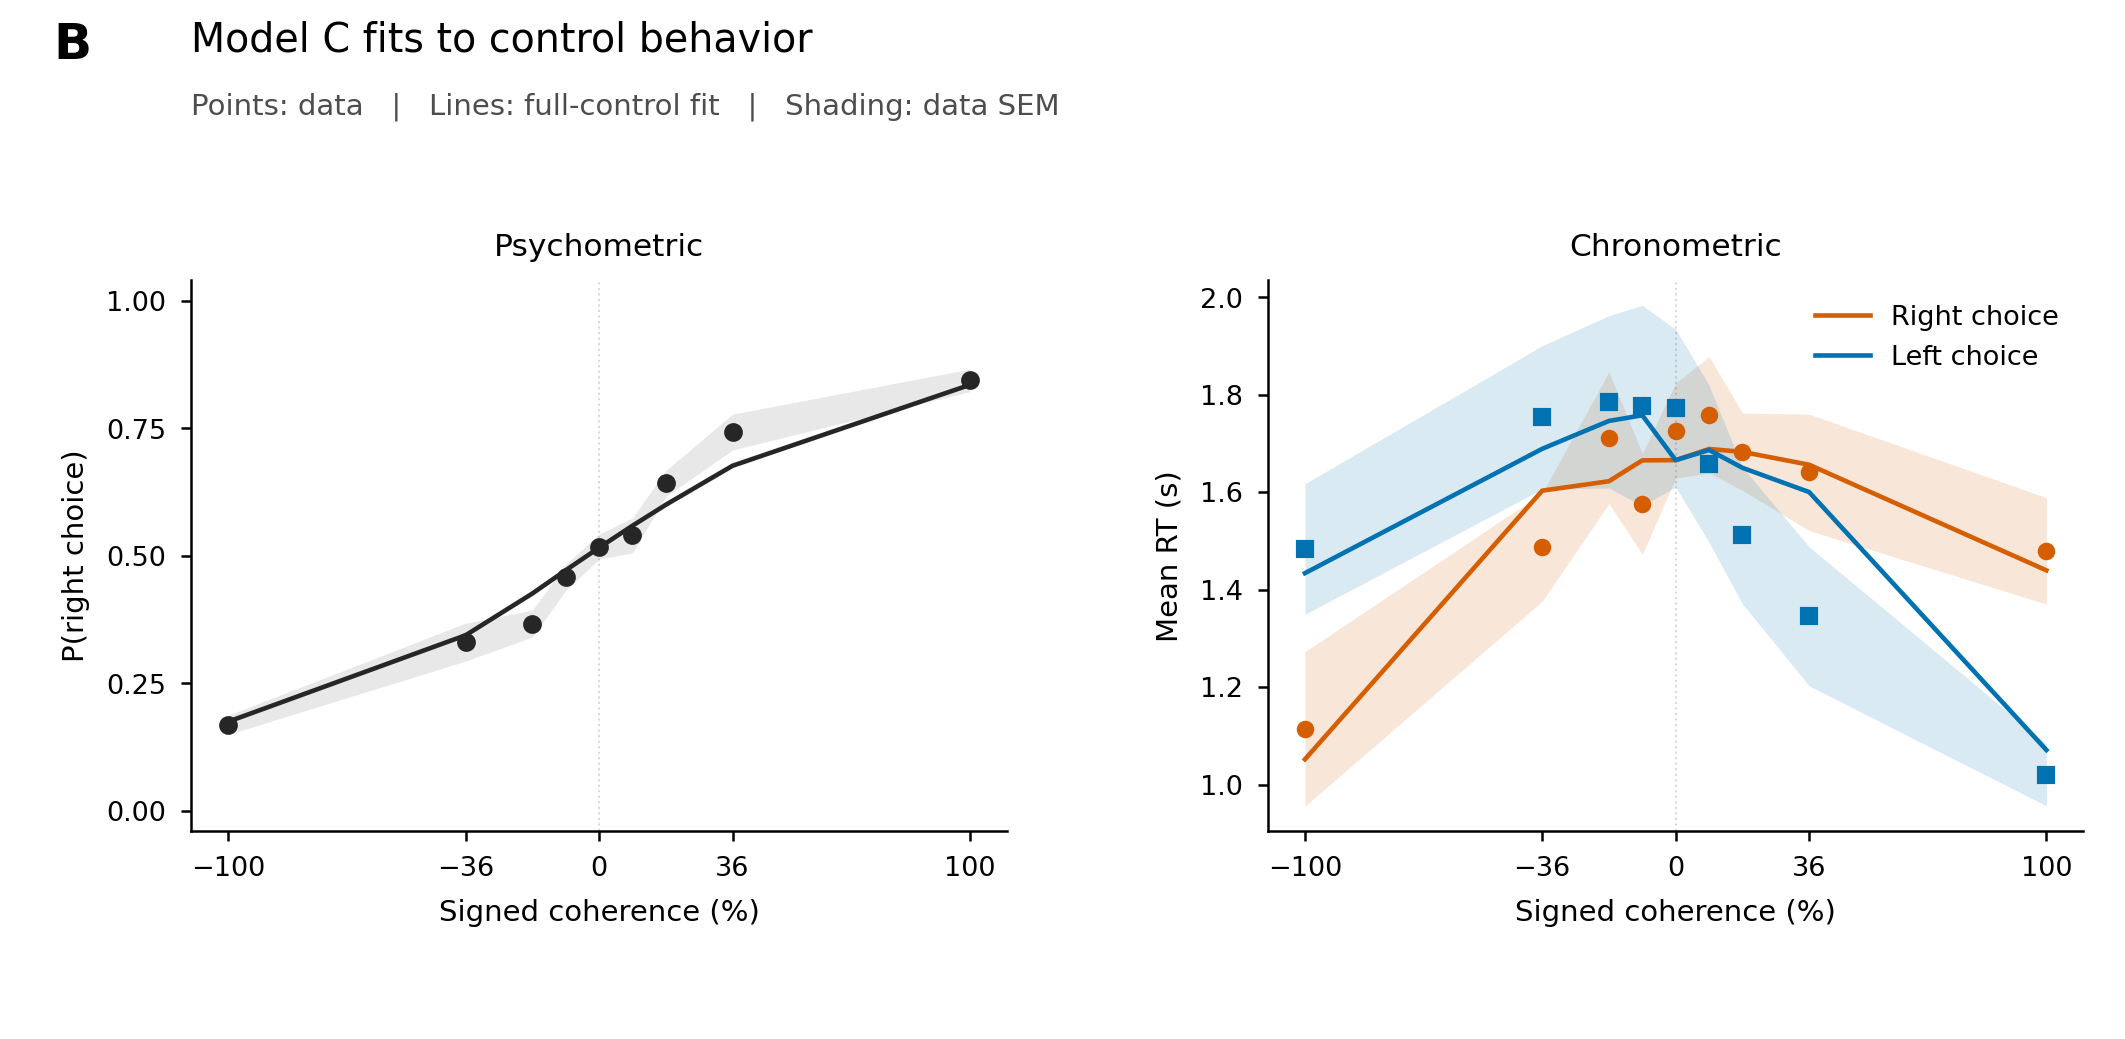 B Model C fits to control behavior
Points: data | Lines: full-control fit | Shading: data SEM
Psychometric
1.00
0.75
0.50
0.25
0.00
P(right choice)
−100 −36 0 36 100
Signed coherence (%)
Chronometric
2.0
1.8
1.6
1.4
1.2
1.0
Mean RT (s)
Right choice
Left choice
−100 −36 0 36 100
Signed coherence (%)